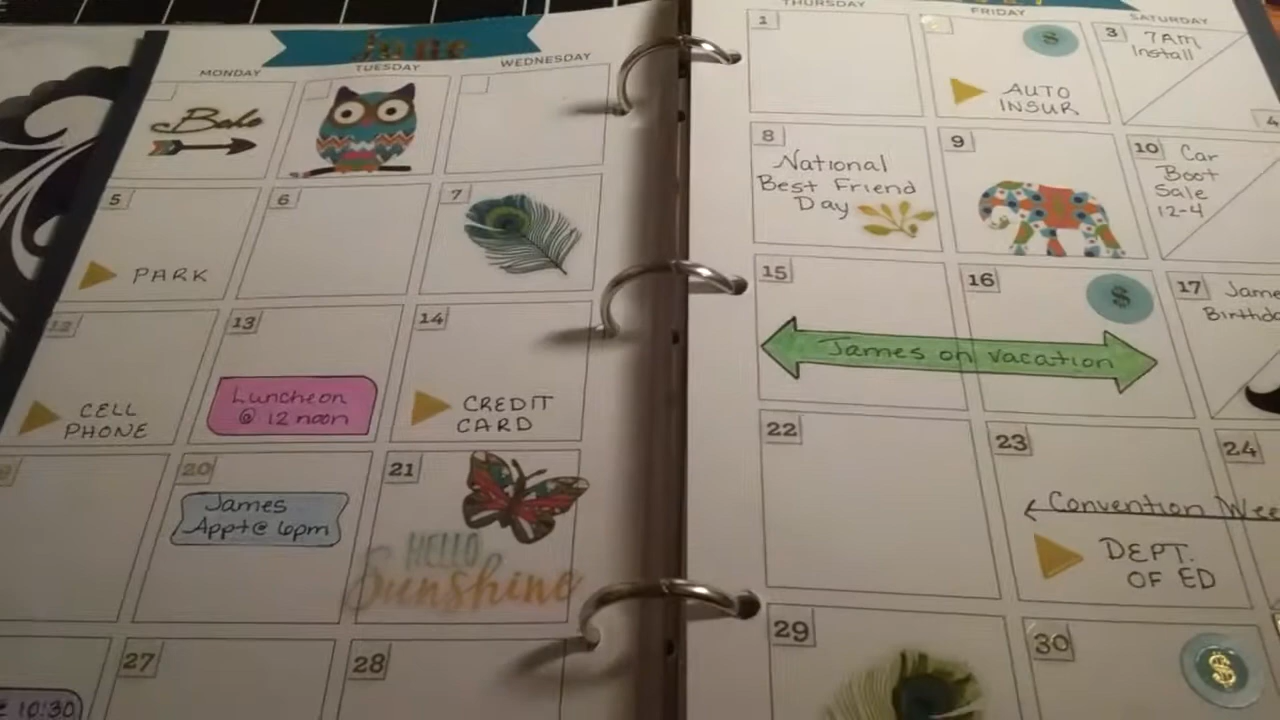 June
MONDAY
TUESDAY
WEDNESDAY
THURSDAY
FRIDAY
SATURDAY
1
$
AUTO
INSUR
3
7AM
Install
4
5
PARK
6
7
8
National
Best Friend
Day
9
10
Car
Boot
Sale
12-4
12
CELL
PHONE
13
Luncheon
@ 12 noon
14
CREDIT
CARD
15
16
$
James on vacation
17
20
James
Appt@ 6pm
21
HELLO
Sunshine
22
23
Convention
DEPT.
OF ED
24
10:30
27
28
29
30
$